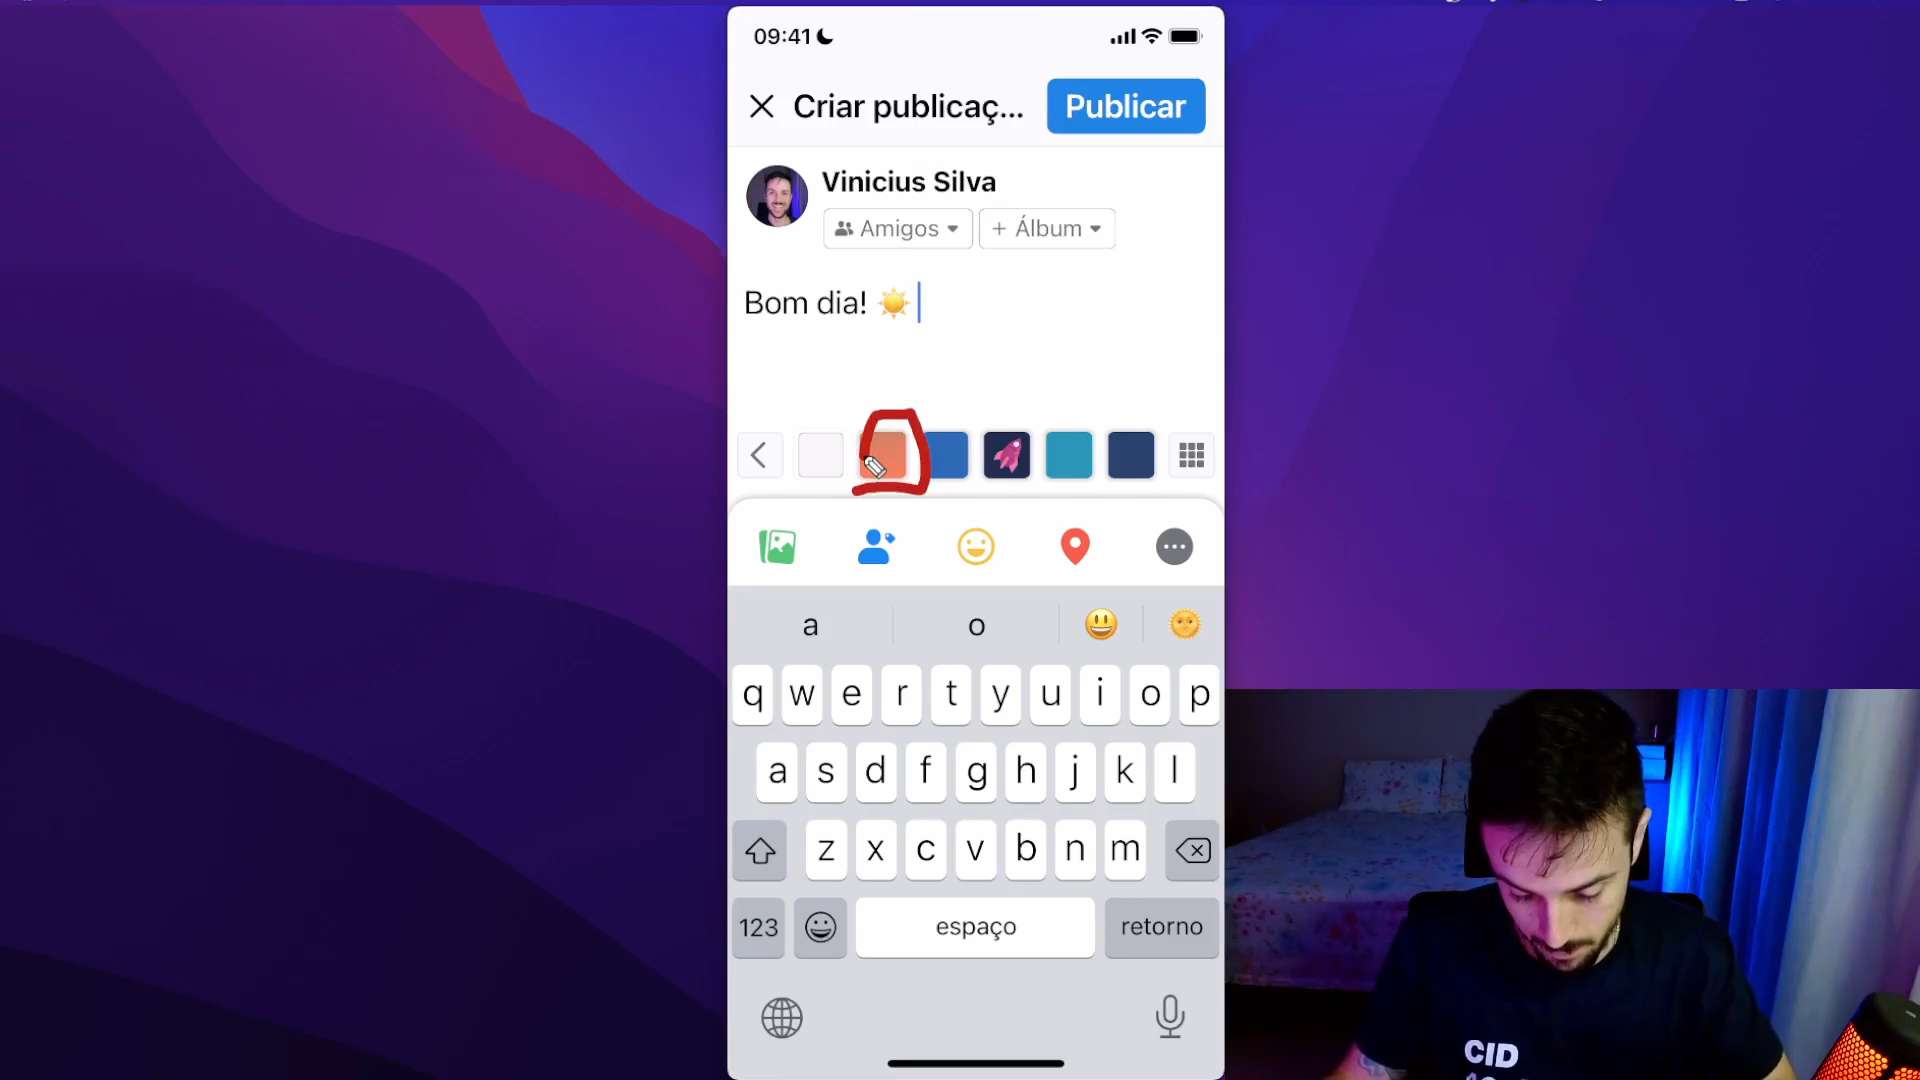 09:41
Criar publicaç...
Publicar
Vinicius Silva
Amigos
+ Álbum
Bom dia! ☀️
a o 😃 🌞
q w e r t y u i o p
a s d f g h j k l
z x c v b n m
123 espaço retorno
CID